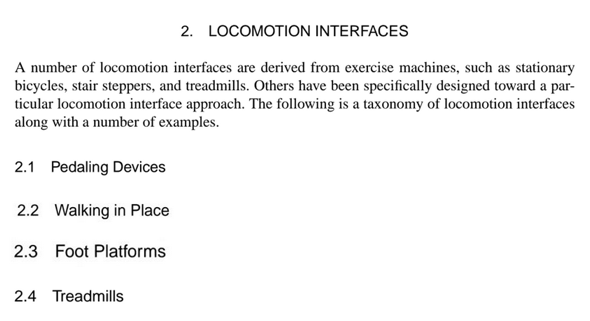 2. LOCOMOTION INTERFACES
A number of locomotion interfaces are derived from exercise machines, such as stationary
bicycles, stair steppers, and treadmills. Others have been specifically designed toward a par-
ticular locomotion interface approach. The following is a taxonomy of locomotion interfaces
along with a number of examples.
2.1 Pedaling Devices
2.2 Walking in Place
2.3 Foot Platforms
2.4 Treadmills